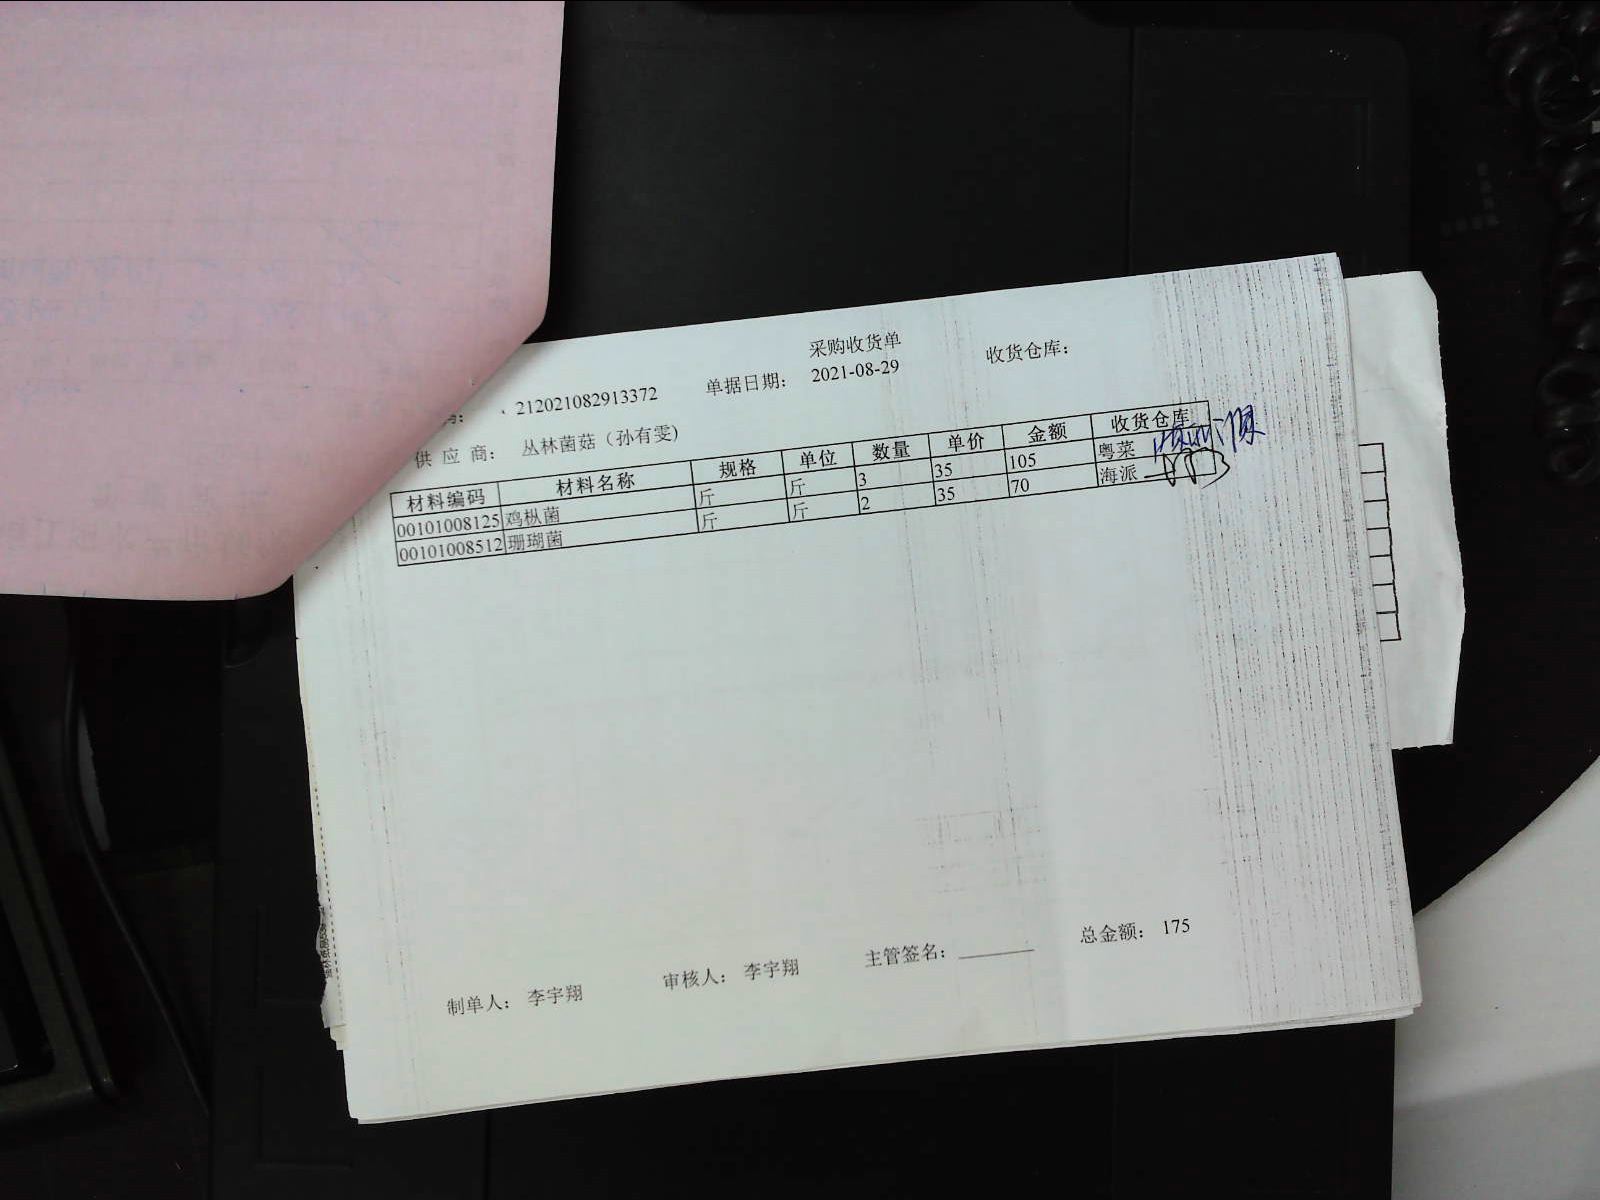 采购收货单
212021082913372 单据日期： 2021-08-29 收货仓库：
供 应 商： 丛林菌菇（孙有雯）
材料编码 材料名称 规格 单位 数量 单价 金额 收货仓库
00101008125 鸡枞菌 斤 斤 3 35 105 粤菜
00101008512 珊瑚菌 斤 斤 2 35 70 海派
制单人： 李宇翔 审核人： 李宇翔 主管签名： 总金额： 175